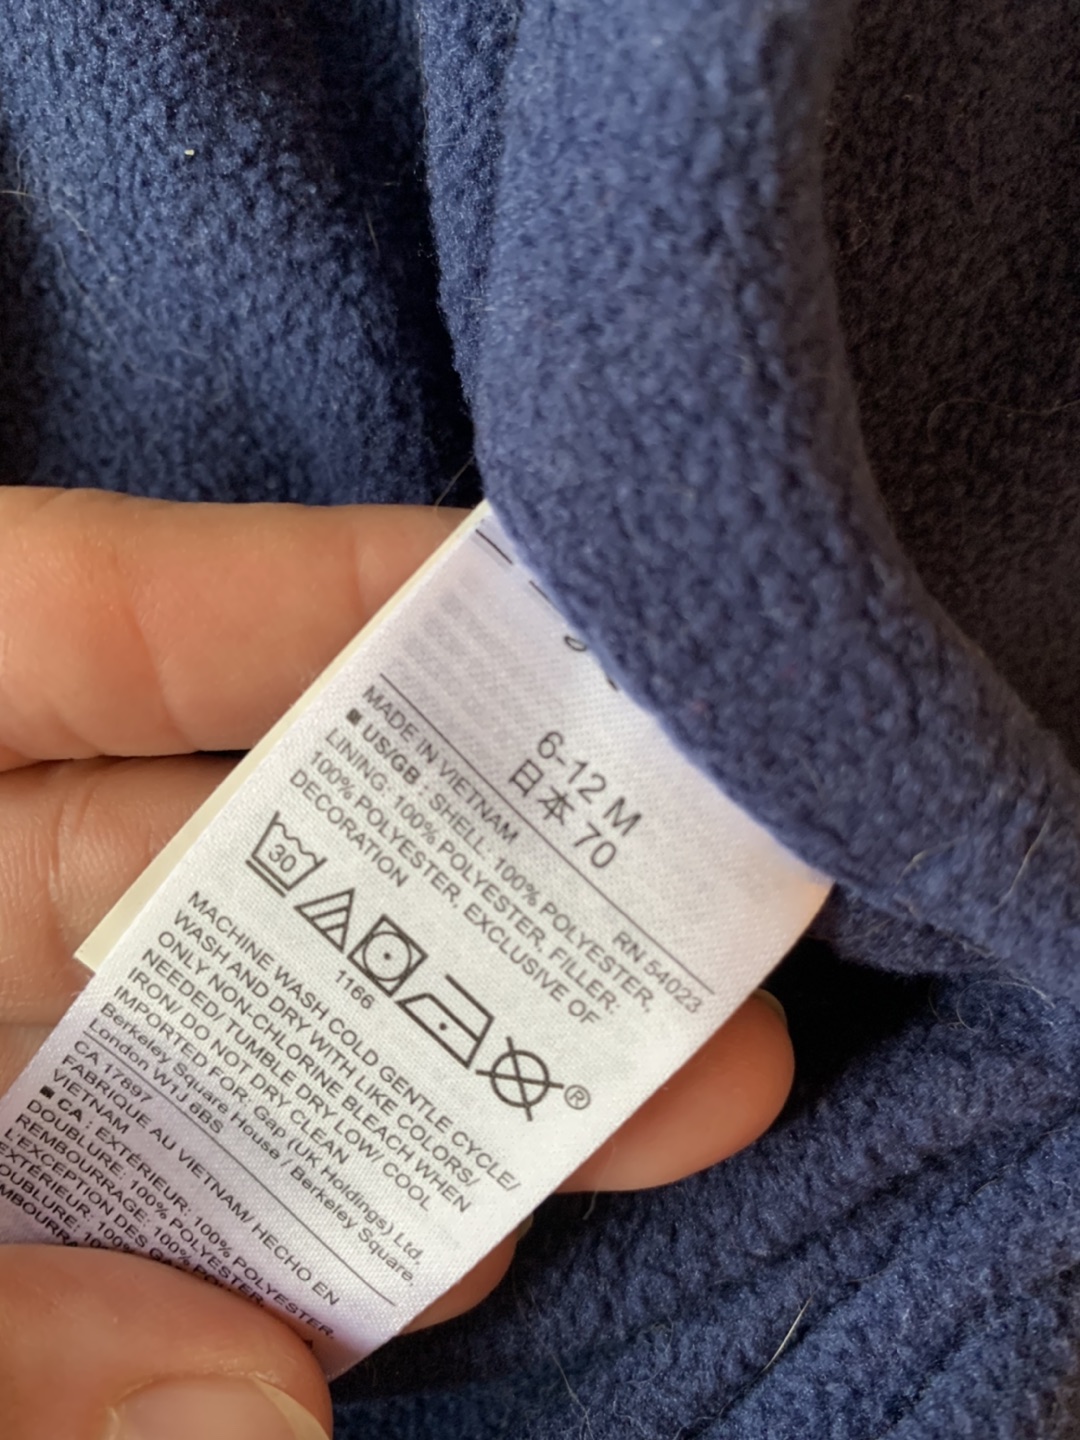 6-12 M
日本 70
MADE IN VIETNAM RN 54023
■ US/GB : SHELL: 100% POLYESTER,
LINING: 100% POLYESTER, FILLER:
100% POLYESTER, EXCLUSIVE OF
DECORATION
30
®
1166
MACHINE WASH COLD GENTLE CYCLE/
WASH AND DRY WITH LIKE COLORS/
ONLY NON-CHLORINE BLEACH WHEN
NEEDED/ TUMBLE DRY LOW/ COOL
IRON/ DO NOT DRY CLEAN
IMPORTED FOR: Gap (UK Holdings) Ltd.
Berkeley Square House / Berkeley Square,
London W1J 6BS
CA 17897
FABRIQUE AU VIETNAM/ HECHO EN
VIETNAM
■ CA : EXTÉRIEUR: 100% POLYESTER.
DOUBLURE: 100% POLYESTER.
REMBOURRAGE: 100% POLYESTER.
L'EXCEPTION DES
EXTÉRIEUR: 100%